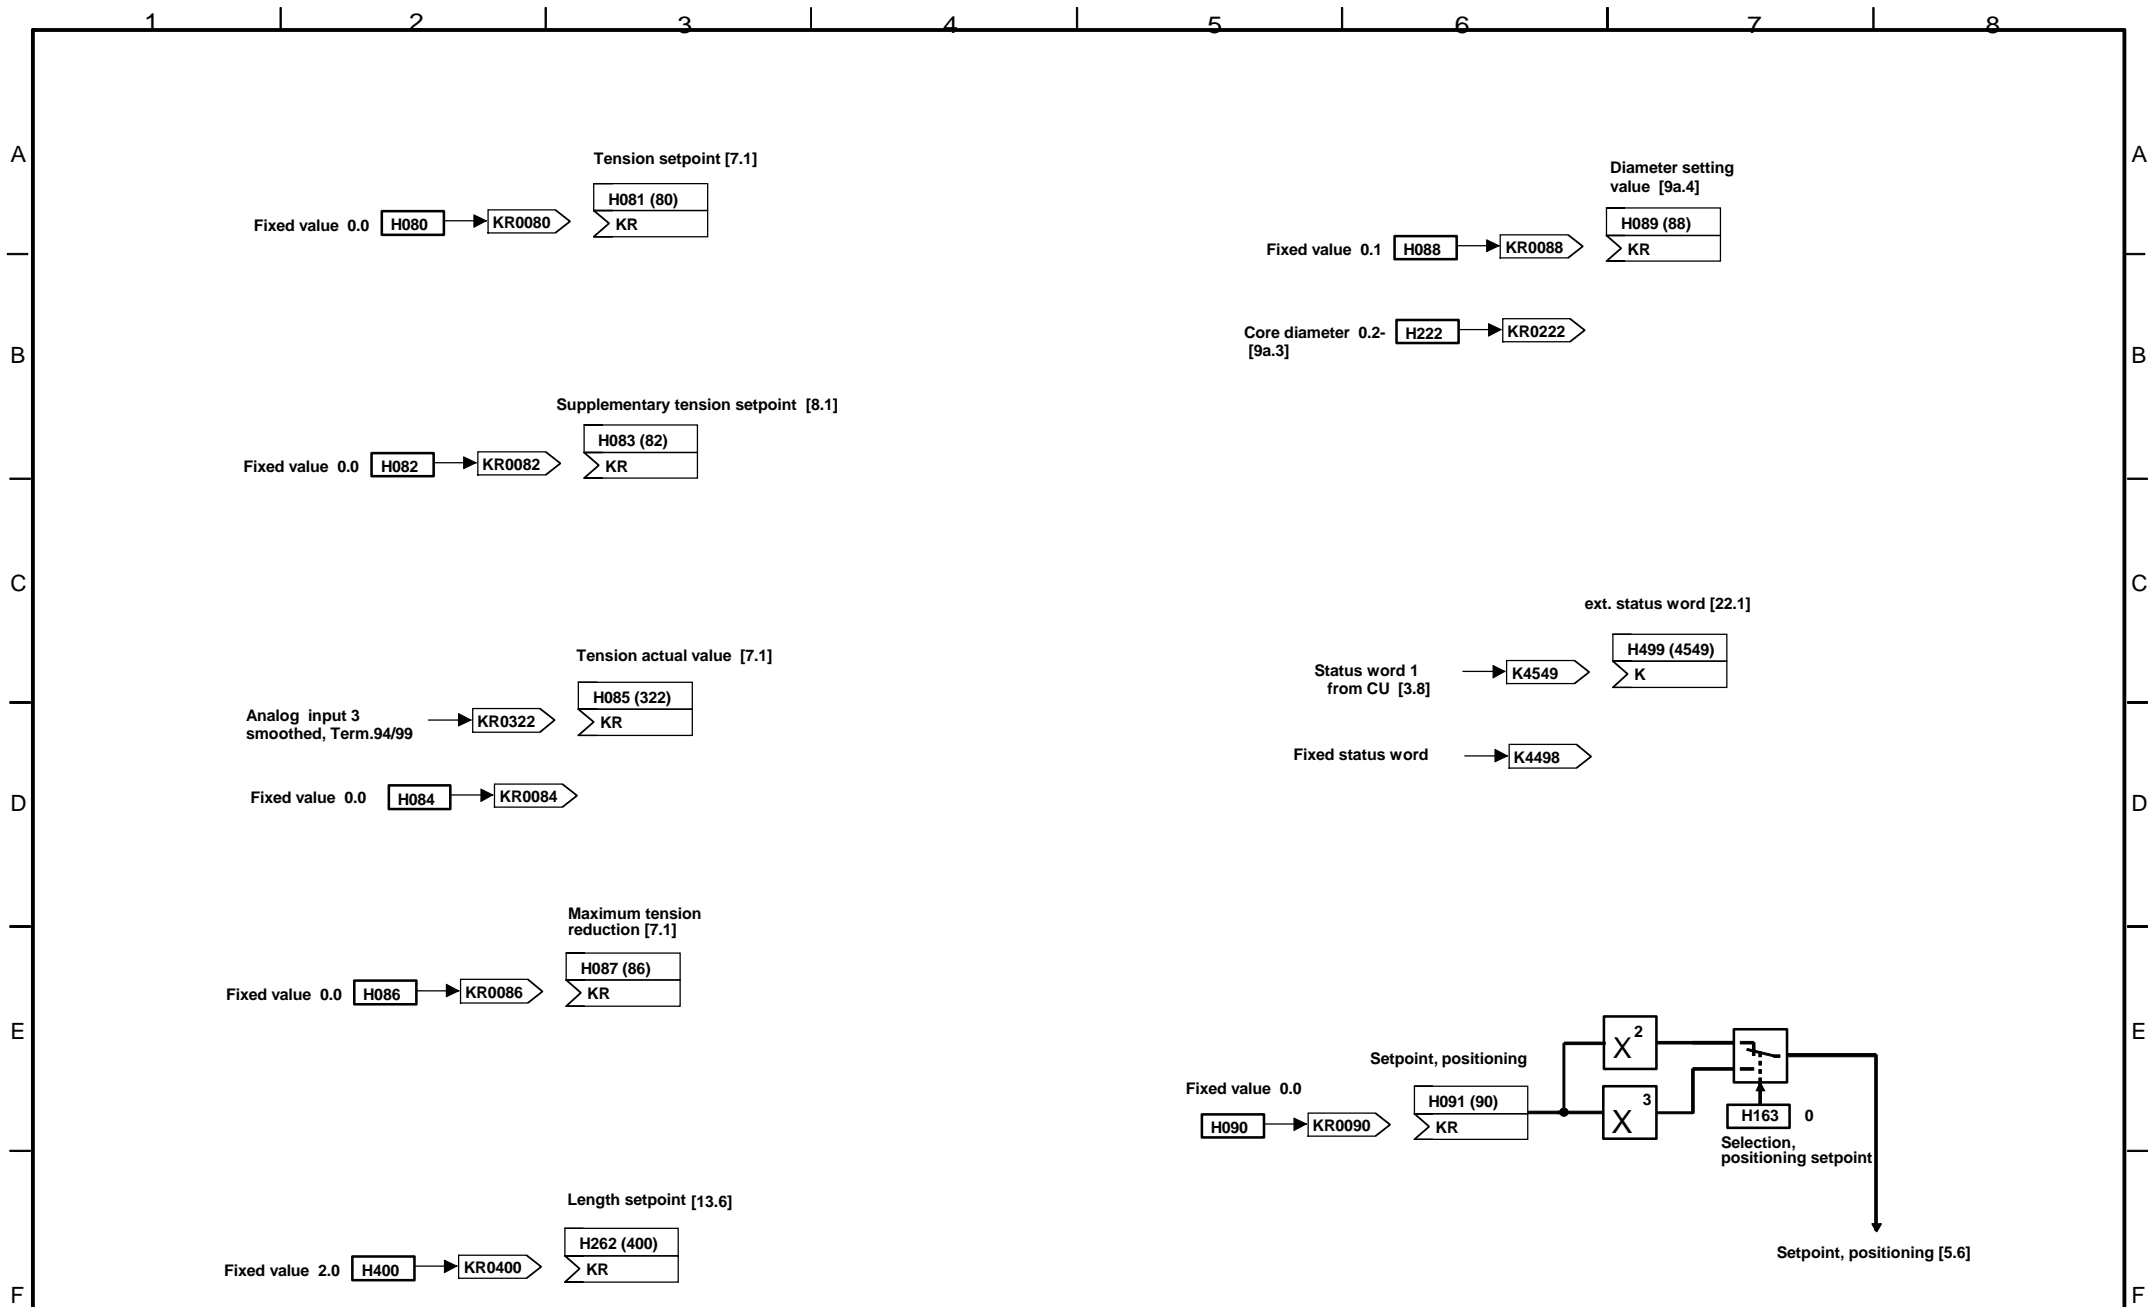 1 2 3 4 5 6 7 8
A
Tension setpoint [7.1]
H081 (80)
Fixed value 0.0 H080 KR0080 KR
Diameter setting
value [9a.4]
H089 (88)
Fixed value 0.1 H088 KR0088 KR
A
B
Core diameter 0.2- H222 KR0222
[9a.3]
B
Supplementary tension setpoint [8.1]
H083 (82)
Fixed value 0.0 H082 KR0082 KR
C
ext. status word [22.1]
C
Tension actual value [7.1]
H085 (322)
Analog input 3 KR0322 KR
smoothed, Term.94/99
H499 (4549)
Status word 1 K4549 K
from CU [3.8]
Fixed status word K4498
D
Fixed value 0.0 H084 KR0084
D
Maximum tension
reduction [7.1]
H087 (86)
Fixed value 0.0 H086 KR0086 KR
E
X 2
Setpoint, positioning
Fixed value 0.0
H091 (90)
H090 KR0090 KR
X 3
H163 0
Selection,
positioning setpoint
E
Length setpoint [13.6]
H262 (400)
Fixed value 2.0 H400 KR0400 KR
Setpoint, positioning [5.6]
F
F